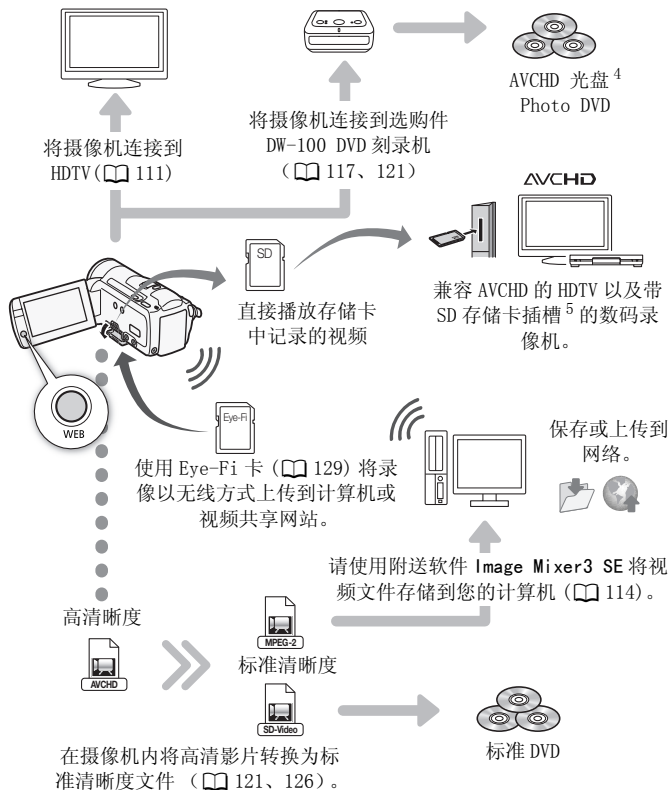 AVCHD 光盘4
Photo DVD
将摄像机连接到
HDTV(111)
将摄像机连接到选购件
DW-100 DVD 刻录机
(117、121)
AVCHD
SD
直接播放存储卡
中记录的视频
兼容 AVCHD 的 HDTV 以及带
SD 存储卡插槽5 的数码录
像机。
WEB
Eye-Fi
使用 Eye-Fi 卡 (129) 将录
像以无线方式上传到计算机或
视频共享网站。
保存或上传到
网络。
请使用附送软件 Image Mixer3 SE 将视
频文件存储到您的计算机 (114)。
高清晰度
AVCHD
MPEG-2
标准清晰度
SD-Video
标准 DVD
在摄像机内将高清影片转换为标
准清晰度文件 (121、126)。